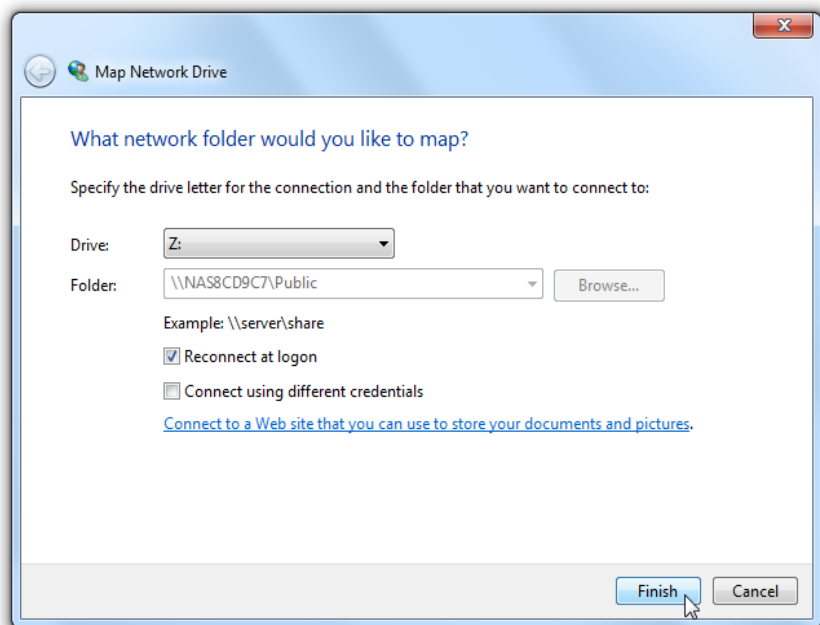 Map Network Drive
What network folder would you like to map?
Specify the drive letter for the connection and the folder that you want to connect to:
Drive: Z:
Folder: \\NAS8CD9C7\Public Browse...
Example: \\server\share
Reconnect at logon
Connect using different credentials
Connect to a Web site that you can use to store your documents and pictures.
Finish Cancel